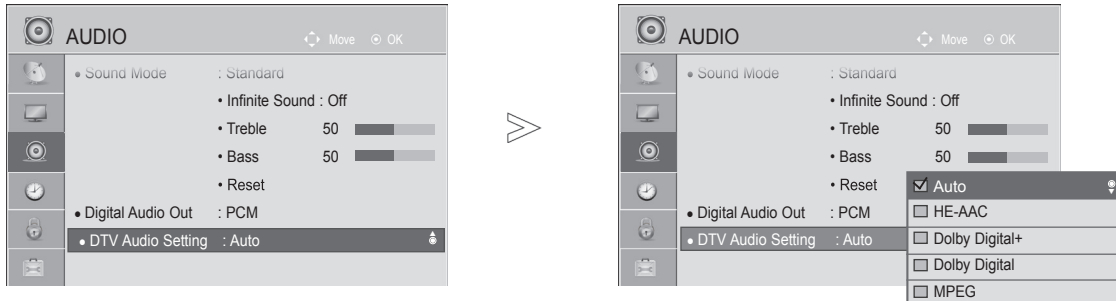 AUDIO
Move OK
• Sound Mode : Standard
• Infinite Sound : Off
• Treble 50
• Bass 50
• Reset
• Digital Audio Out : PCM
• DTV Audio Setting : Auto
AUDIO
Move OK
• Sound Mode : Standard
• Infinite Sound : Off
• Treble 50
• Bass 50
• Reset
• Digital Audio Out : PCM
• DTV Audio Setting : Auto
Auto
HE-AAC
Dolby Digital+
Dolby Digital
MPEG